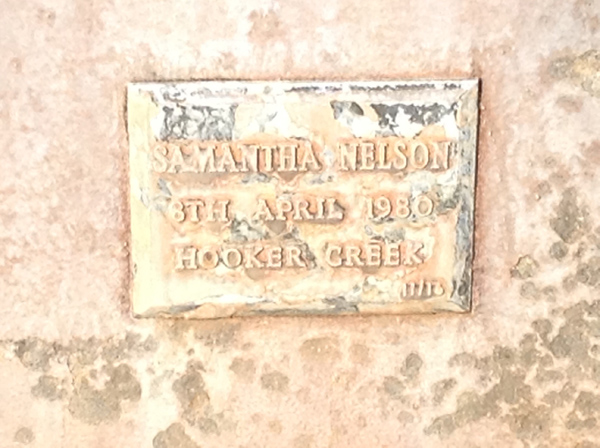 SAMANTHA NELSON
8TH APRIL 1980
HOOKER CREEK